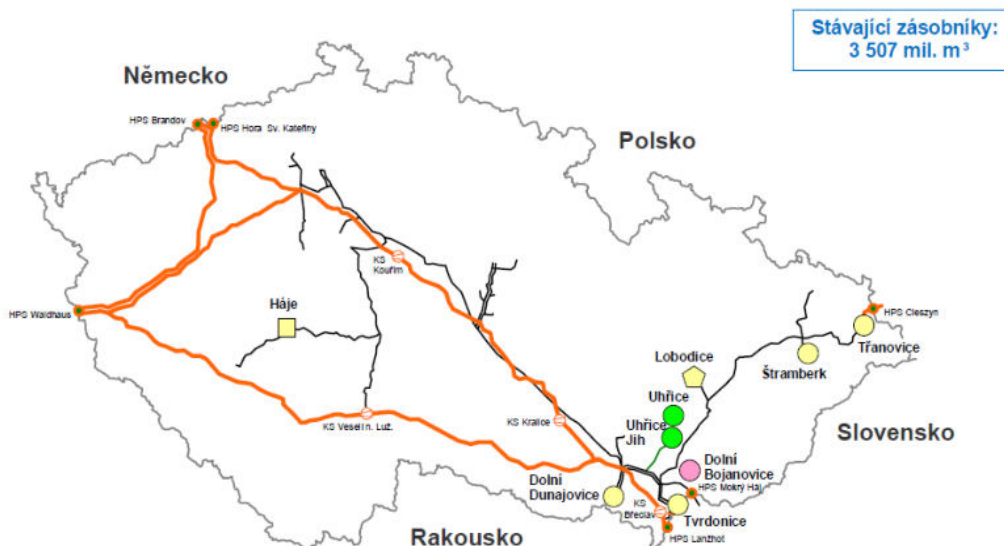 Stávající zásobníky:
3 507 mil. m³
Německo
HPS Brandov
HPS Hora Sv. Kateřiny
Polsko
KS
Kouřim
HPS Waldhaus
Háje
HPS Cieszyn
Třanovice
Lobodice
Štramberk
Uhřice
Uhřice
Jih
KS Kralice
KS Veselí n. Luž.
Slovensko
Dolní
Bojanovice
Dolní
Dunajovice
HPS Mokrý Háj
KS
Břeclav
Tvrdonice
HPS Lanžhot
Rakousko